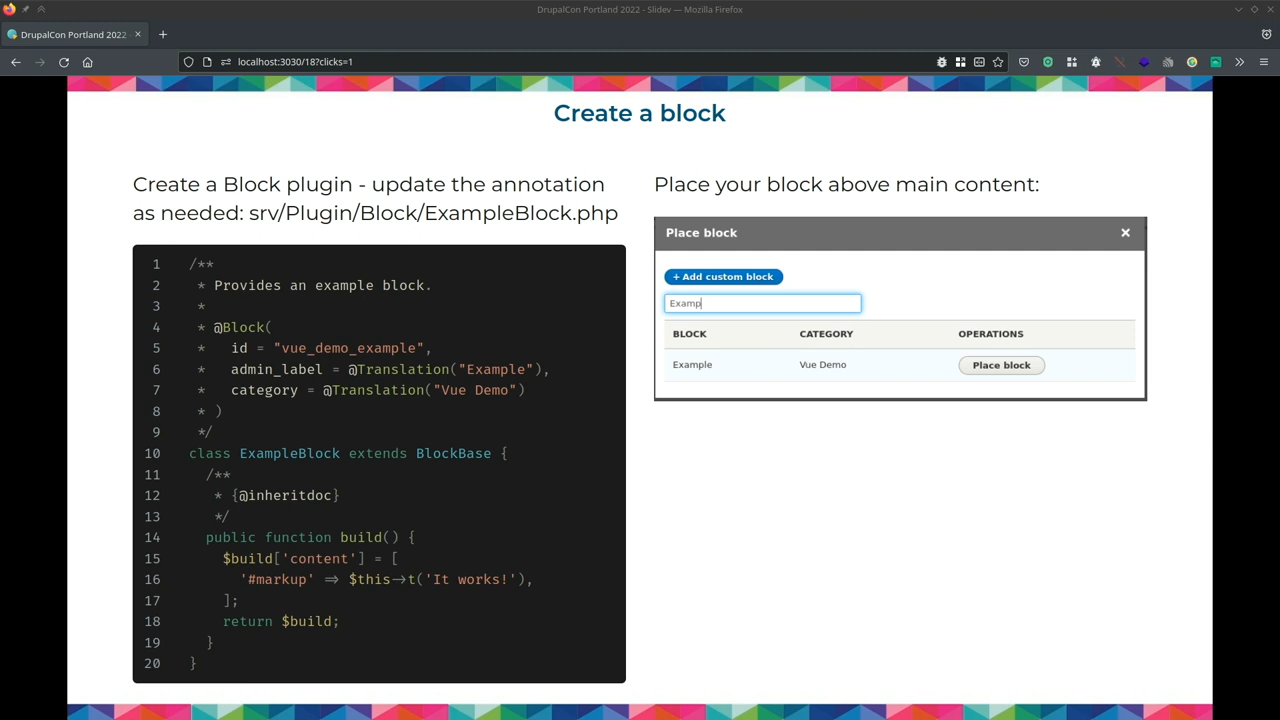 DrupalCon Portland 2022 - Slidev — Mozilla Firefox
DrupalCon Portland 2022 -
localhost:3030/18?clicks=1
Create a block
Create a Block plugin - update the annotation
as needed: srv/Plugin/Block/ExampleBlock.php
1 /**
2 * Provides an example block.
3 *
4 * @Block(
5 *   id = "vue_demo_example",
6 *   admin_label = @Translation("Example"),
7 *   category = @Translation("Vue Demo")
8 * )
9 */
10 class ExampleBlock extends BlockBase {
11 /**
12 * {@inheritdoc}
13 */
14 public function build() {
15 $build['content'] = [
16 '#markup' => $this->t('It works!'),
17 ];
18 return $build;
19 }
20 }
Place your block above main content:
Place block ×
+ Add custom block
Examp
BLOCK CATEGORY OPERATIONS
Example Vue Demo Place block